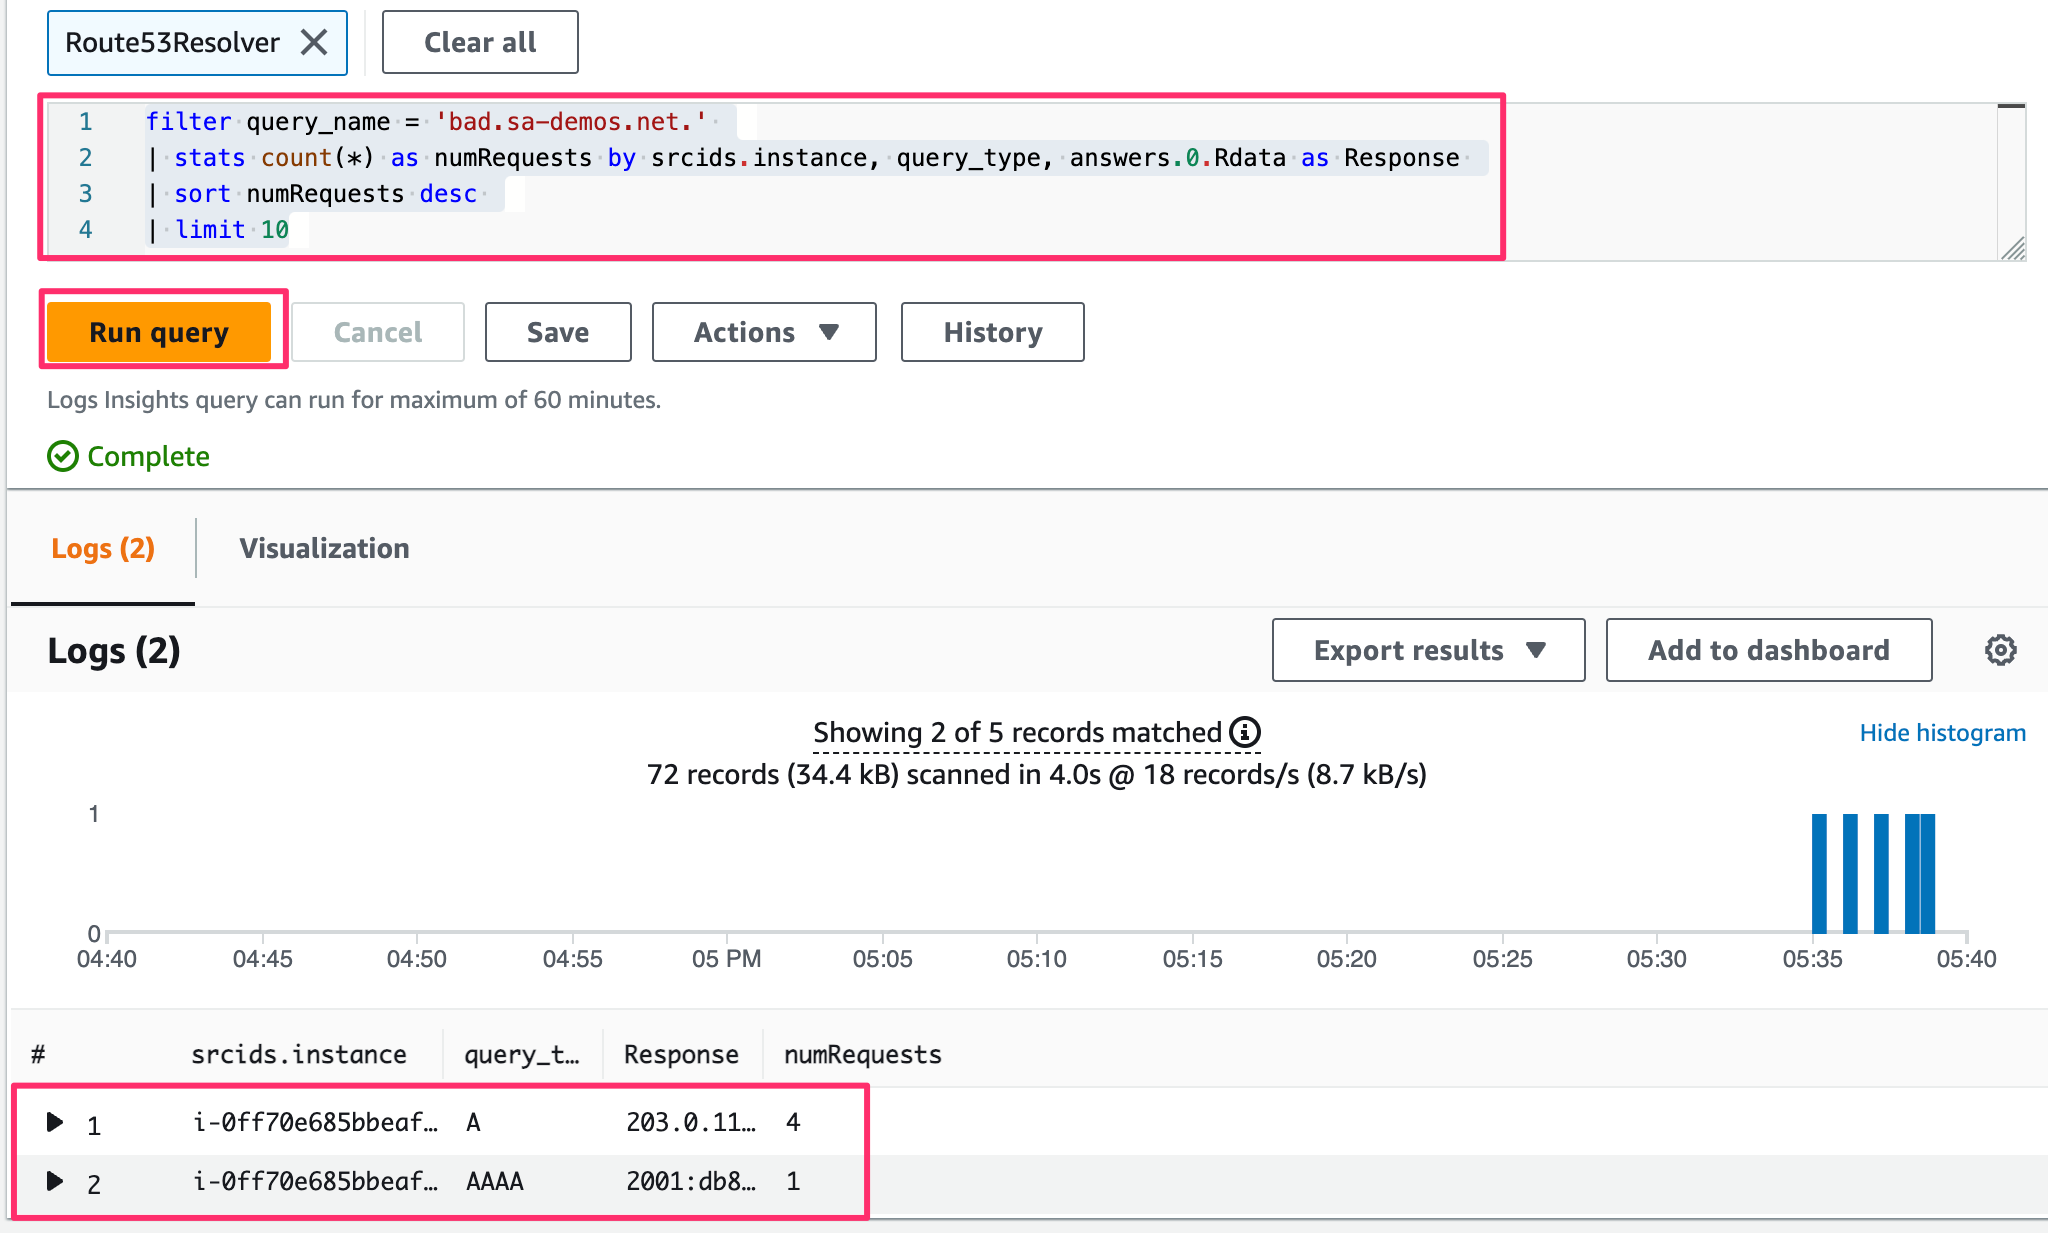 Route53Resolver Clear all
1 filter query_name = 'bad.sa-demos.net.'
2 | stats count(*) as numRequests by srcids.instance, query_type, answers.0.Rdata as Response
3 | sort numRequests desc
4 | limit 10
Run query Cancel Save Actions History
Logs Insights query can run for maximum of 60 minutes.
Complete
Logs (2) Visualization
Logs (2) Export results Add to dashboard
Showing 2 of 5 records matched Hide histogram
72 records (34.4 kB) scanned in 4.0s @ 18 records/s (8.7 kB/s)
1
0
04:40 04:45 04:50 04:55 05 PM 05:05 05:10 05:15 05:20 05:25 05:30 05:35 05:40
# srcids.instance query_t… Response numRequests
1 i-0ff70e685bbeaf… A 203.0.11… 4
2 i-0ff70e685bbeaf… AAAA 2001:db8… 1